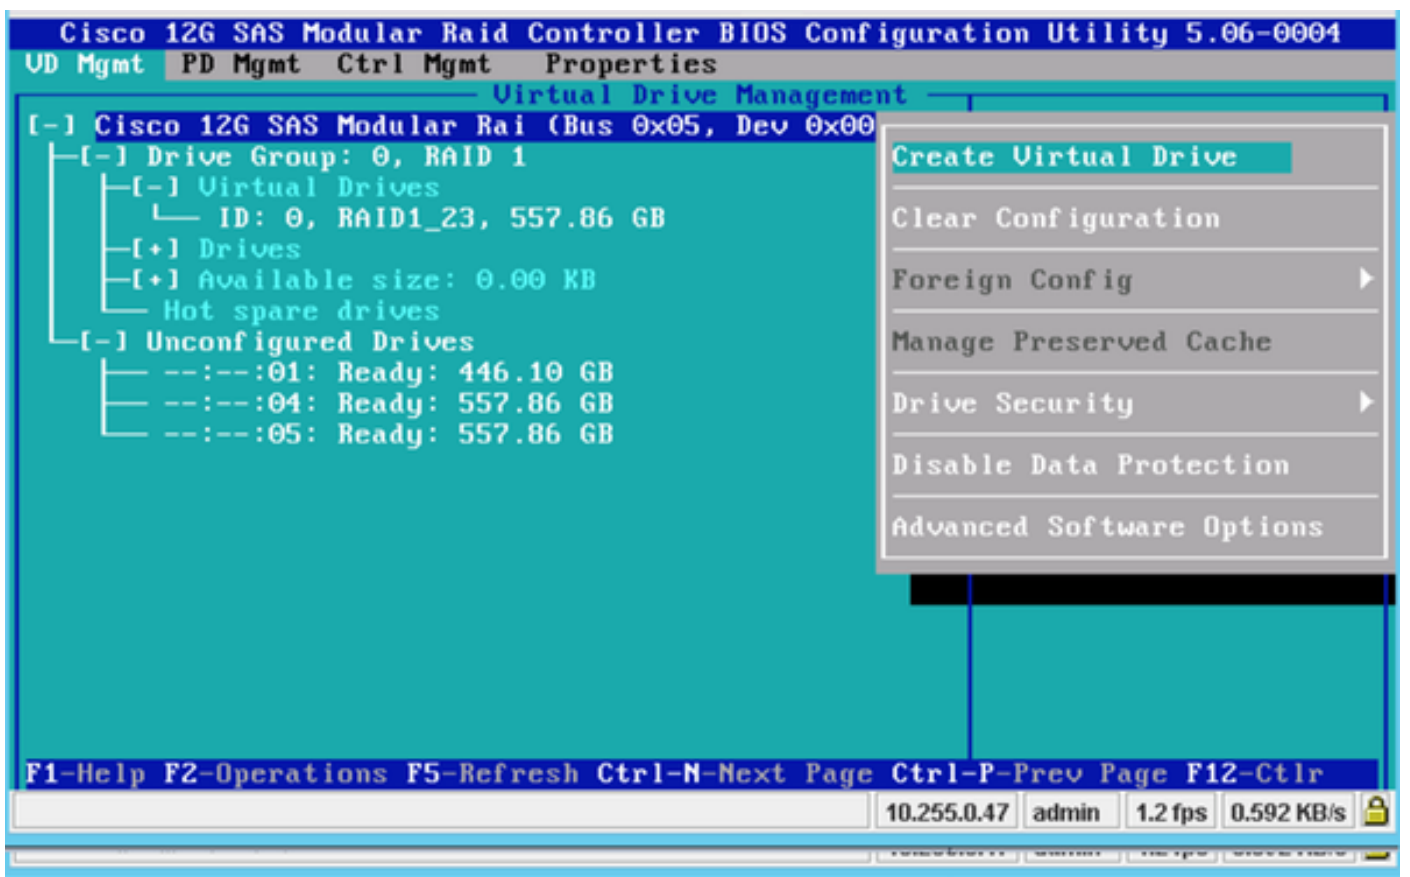 Cisco 12G SAS Modular Raid Controller BIOS Configuration Utility 5.06-0004
VD Mgmt PD Mgmt Ctrl Mgmt Properties
Virtual Drive Management
[-] Cisco 12G SAS Modular Rai (Bus 0x05, Dev 0x00
[-] Drive Group: 0, RAID 1
[-] Virtual Drives
ID: 0, RAID1_23, 557.86 GB
[+] Drives
[+] Available size: 0.00 KB
Hot spare drives
[-] Unconfigured Drives
--:--:01: Ready: 446.10 GB
--:--:04: Ready: 557.86 GB
--:--:05: Ready: 557.86 GB
Create Virtual Drive
Clear Configuration
Foreign Config
Manage Preserved Cache
Drive Security
Disable Data Protection
Advanced Software Options
F1-Help F2-Operations F5-Refresh Ctrl-N-Next Page Ctrl-P-Prev Page F12-Ctlr
10.255.0.47 admin 1.2 fps 0.592 KB/s